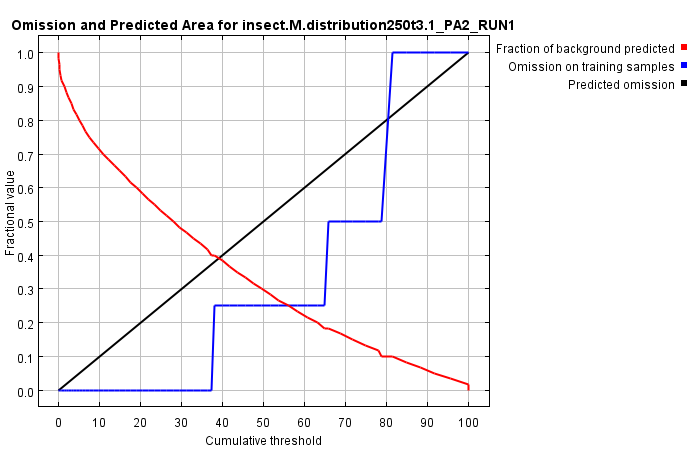 Omission and Predicted Area for insect.M.distribution250t3.1_PA2_RUN1
Fraction of background predicted
Omission on training samples
Predicted omission
Fractional value
1.0
0.9
0.8
0.7
0.6
0.5
0.4
0.3
0.2
0.1
0.0
0 10 20 30 40 50 60 70 80 90 100
Cumulative threshold